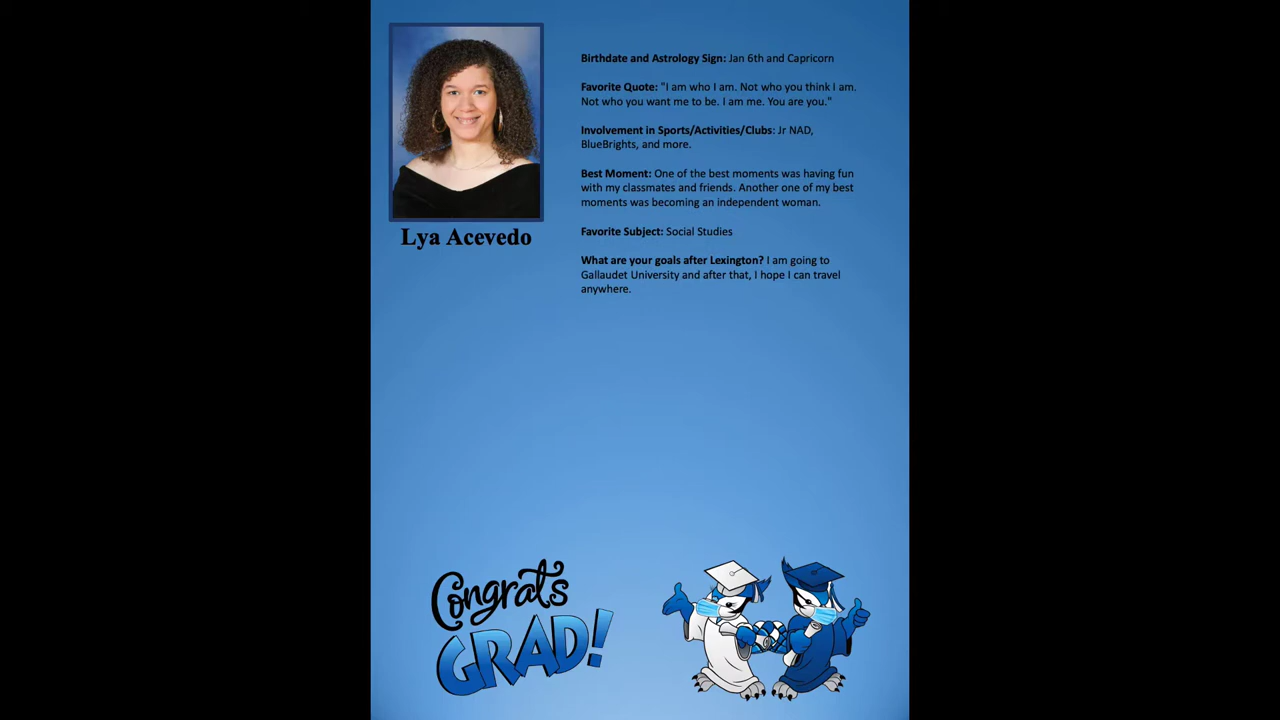 Lya Acevedo
Birthdate and Astrology Sign: Jan 6th and Capricorn
Favorite Quote: "I am who I am. Not who you think I am.
Not who you want me to be. I am me. You are you."
Involvement in Sports/Activities/Clubs: Jr NAD,
BlueBrights, and more.
Best Moment: One of the best moments was having fun
with my classmates and friends. Another one of my best
moments was becoming an independent woman.
Favorite Subject: Social Studies
What are your goals after Lexington? I am going to
Gallaudet University and after that, I hope I can travel
anywhere.
Congrats
GRAD!